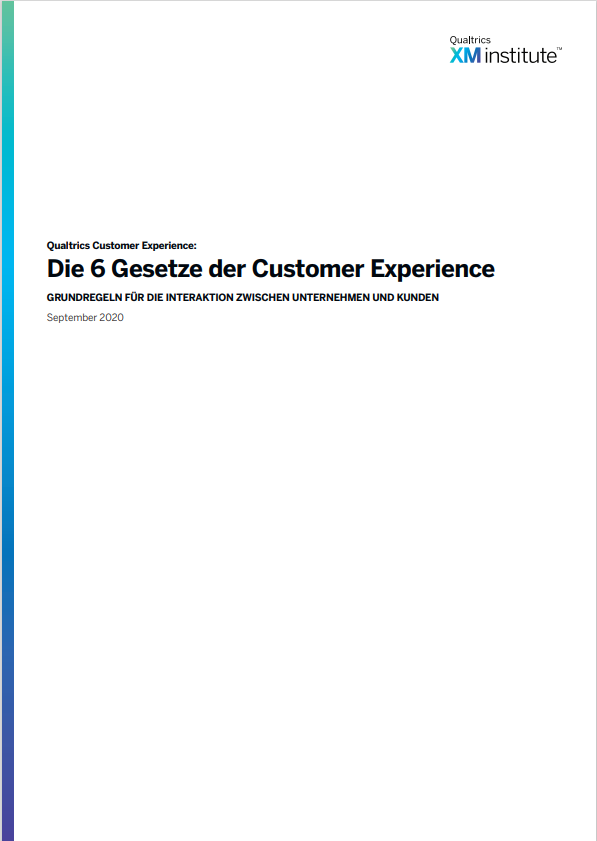 Qualtrics
XM institute™
Qualtrics Customer Experience:
Die 6 Gesetze der Customer Experience
GRUNDREGELN FÜR DIE INTERAKTION ZWISCHEN UNTERNEHMEN UND KUNDEN
September 2020